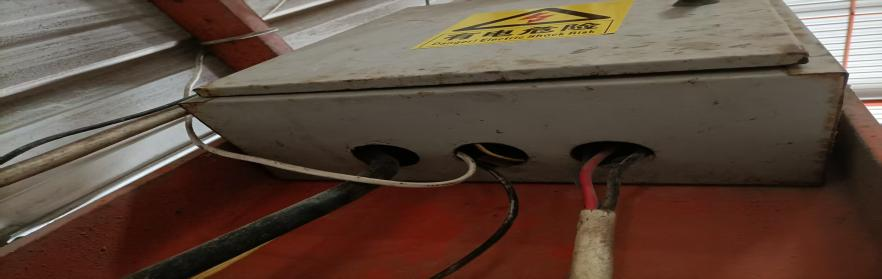 有电危险
Danger! Electric Shock Risk